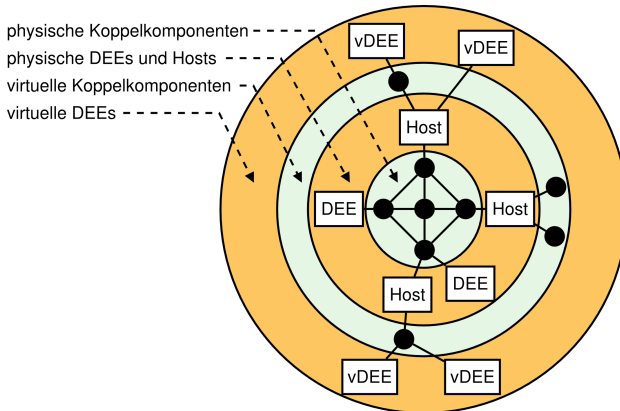 physische Koppelkomponenten
physische DEEs und Hosts
virtuelle Koppelkomponenten
virtuelle DEEs
vDEE
vDEE
Host
DEE
Host
DEE
Host
vDEE
vDEE